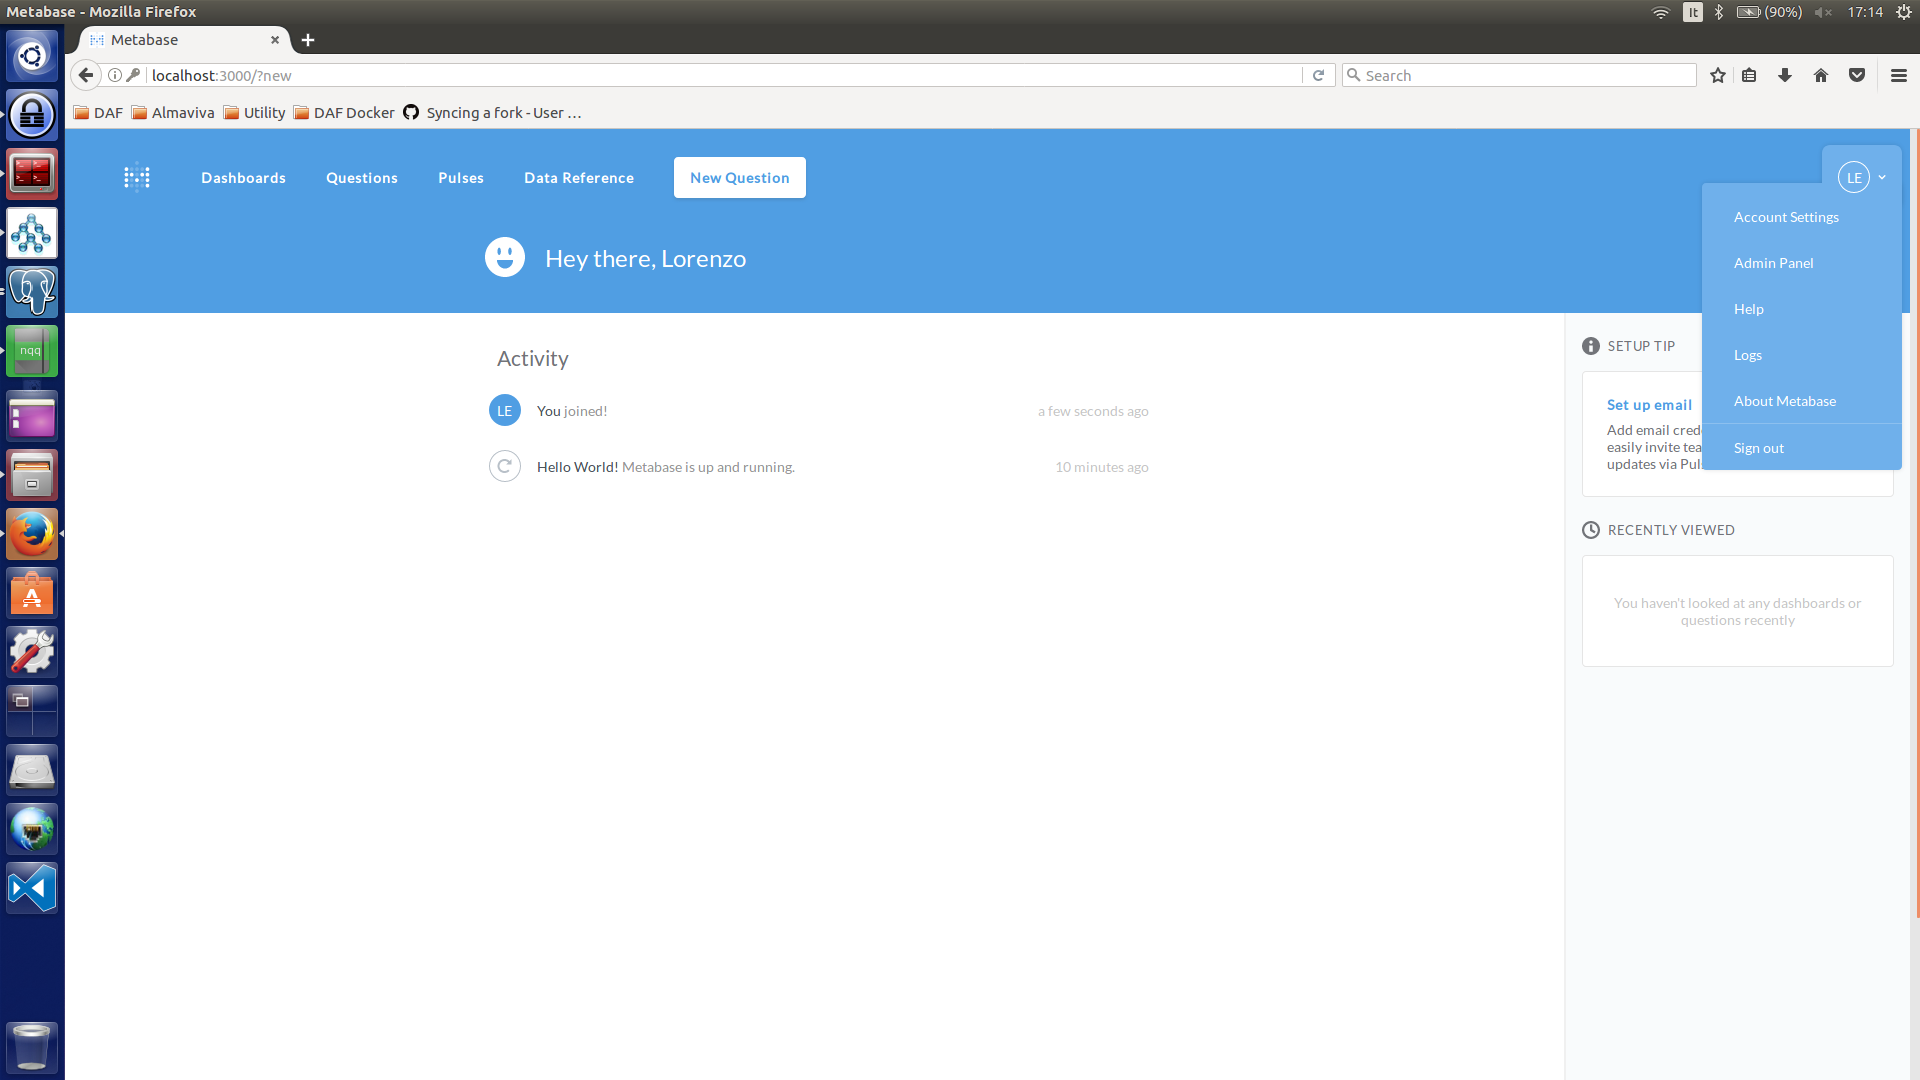 Metabase - Mozilla Firefox
It
(90%)
17:14
Metabase
localhost:3000/?new
Search
DAF
Almaviva
Utility
DAF Docker
Syncing a fork - User ...
Dashboards
Questions
Pulses
Data Reference
New Question
LE
Account Settings
Admin Panel
Help
Logs
About Metabase
Sign out
Hey there, Lorenzo
Activity
LE
You joined!
a few seconds ago
Hello World! Metabase is up and running.
10 minutes ago
SETUP TIP
Set up email
Add email cred
easily invite tea
updates via Pul
RECENTLY VIEWED
You haven't looked at any dashboards or
questions recently
nqq